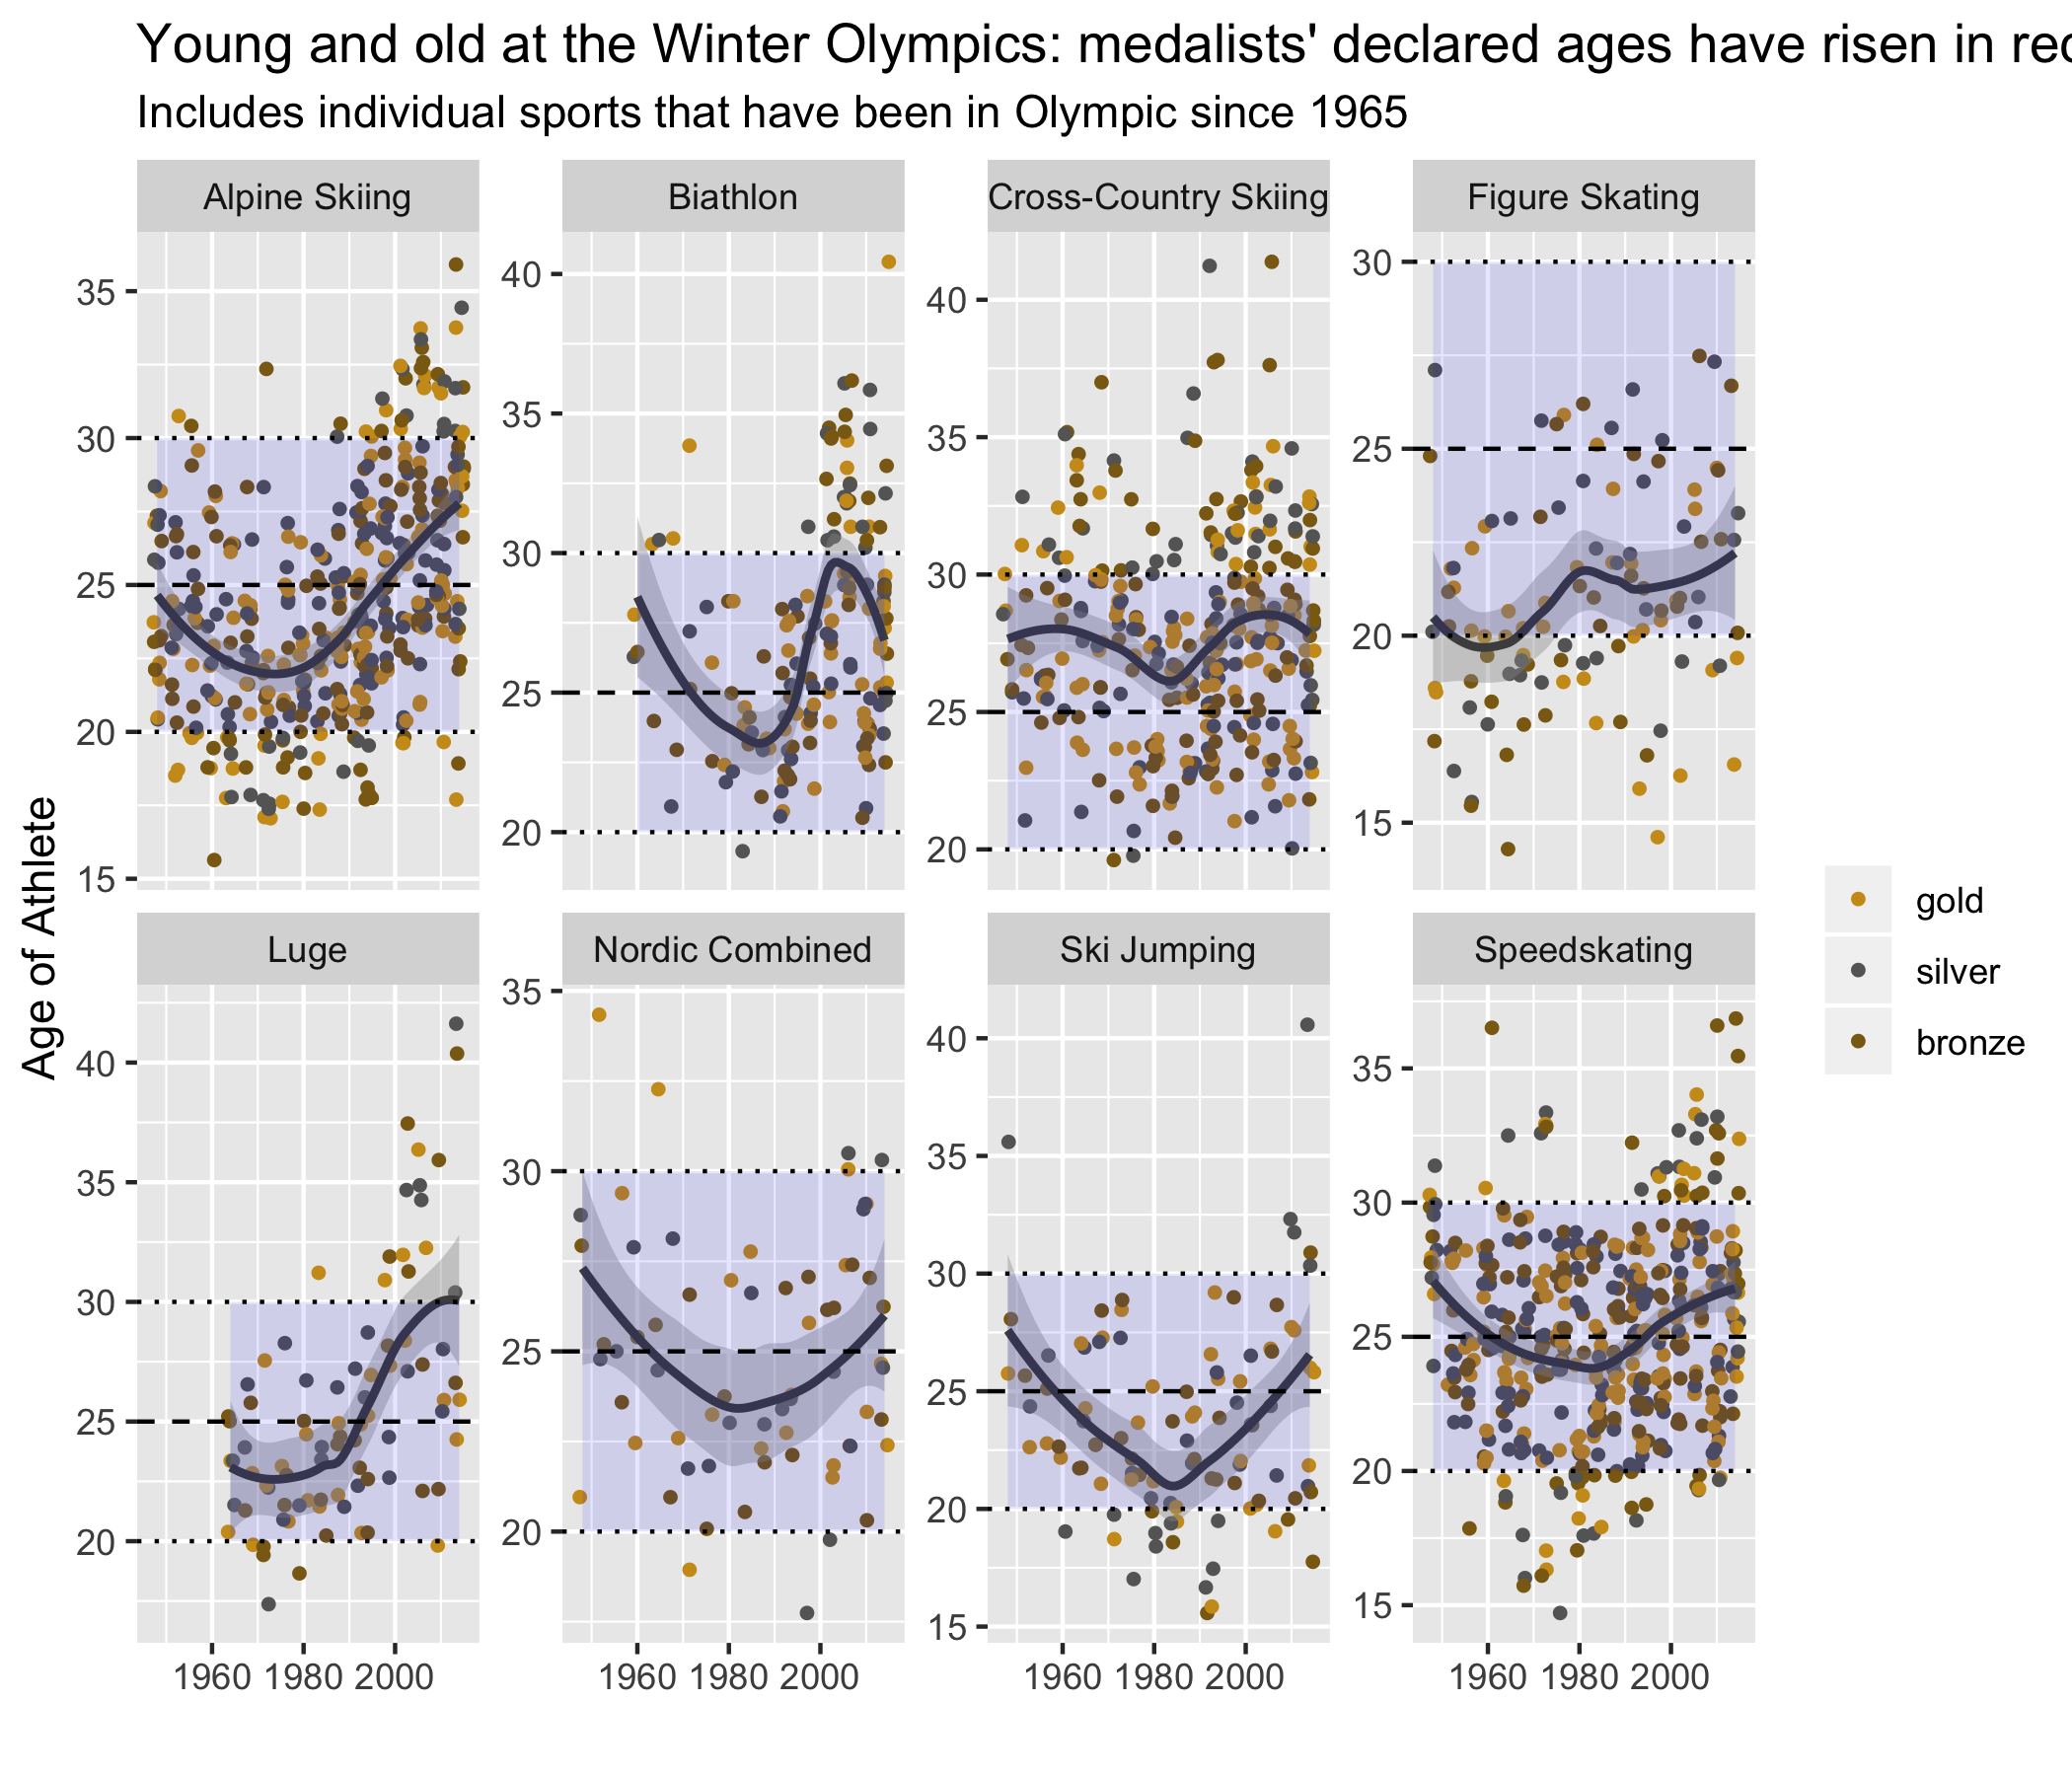 Young and old at the Winter Olympics: medalists' declared ages have risen in rec
Includes individual sports that have been in Olympic since 1965
Alpine Skiing
Biathlon
Cross-Country Skiing
Figure Skating
35
30
25
20
15
40
35
30
25
20
40
35
30
25
20
30
25
20
15
Age of Athlete
Luge
Nordic Combined
Ski Jumping
Speedskating
40
35
30
25
20
35
30
25
20
40
35
30
25
20
15
35
30
25
20
15
1960 1980 2000
1960 1980 2000
1960 1980 2000
1960 1980 2000
gold
silver
bronze